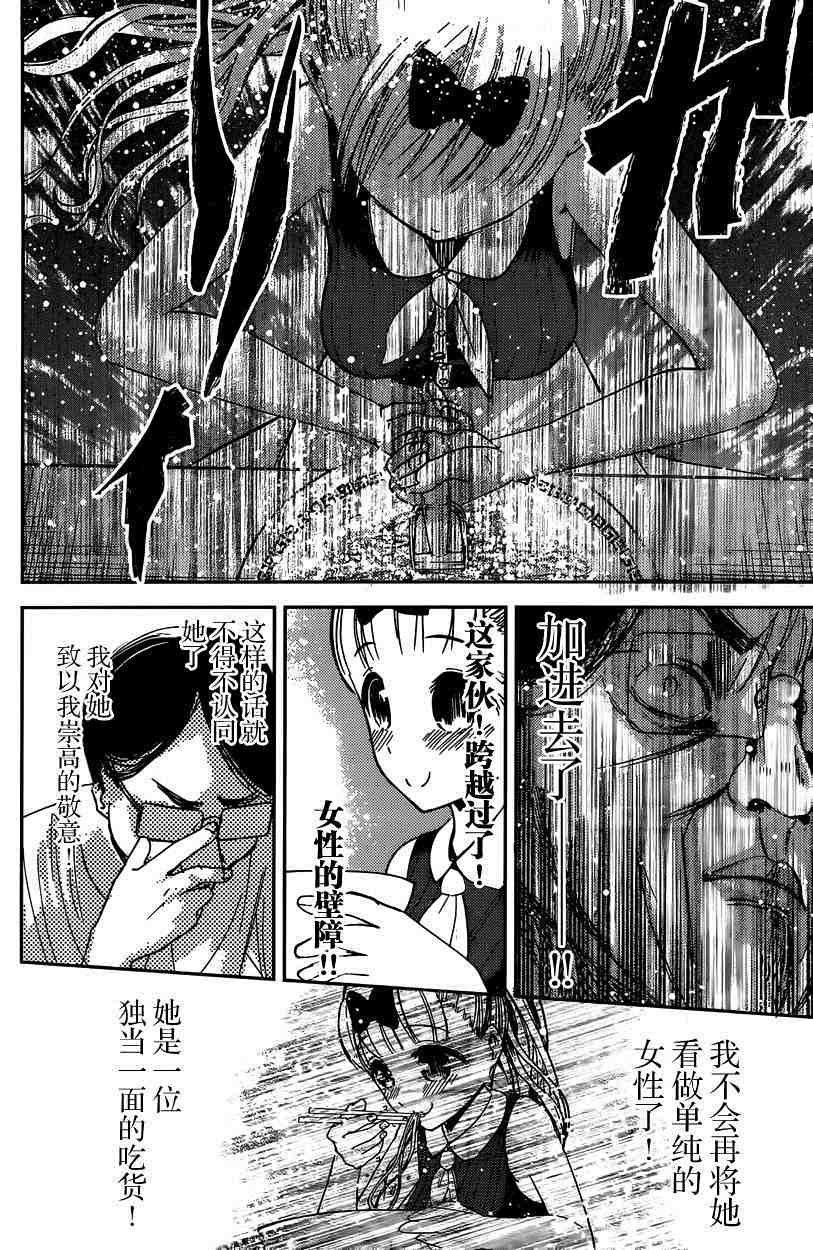 ガ
加进去了——!!
这家伙！跨越过了！
女性的壁障!!
这样的话就
不得不认同
她了
我对她
致以我崇高的敬意！
我不会再将她
看做单纯的
女性了！
她是一位
独当一面的吃货！